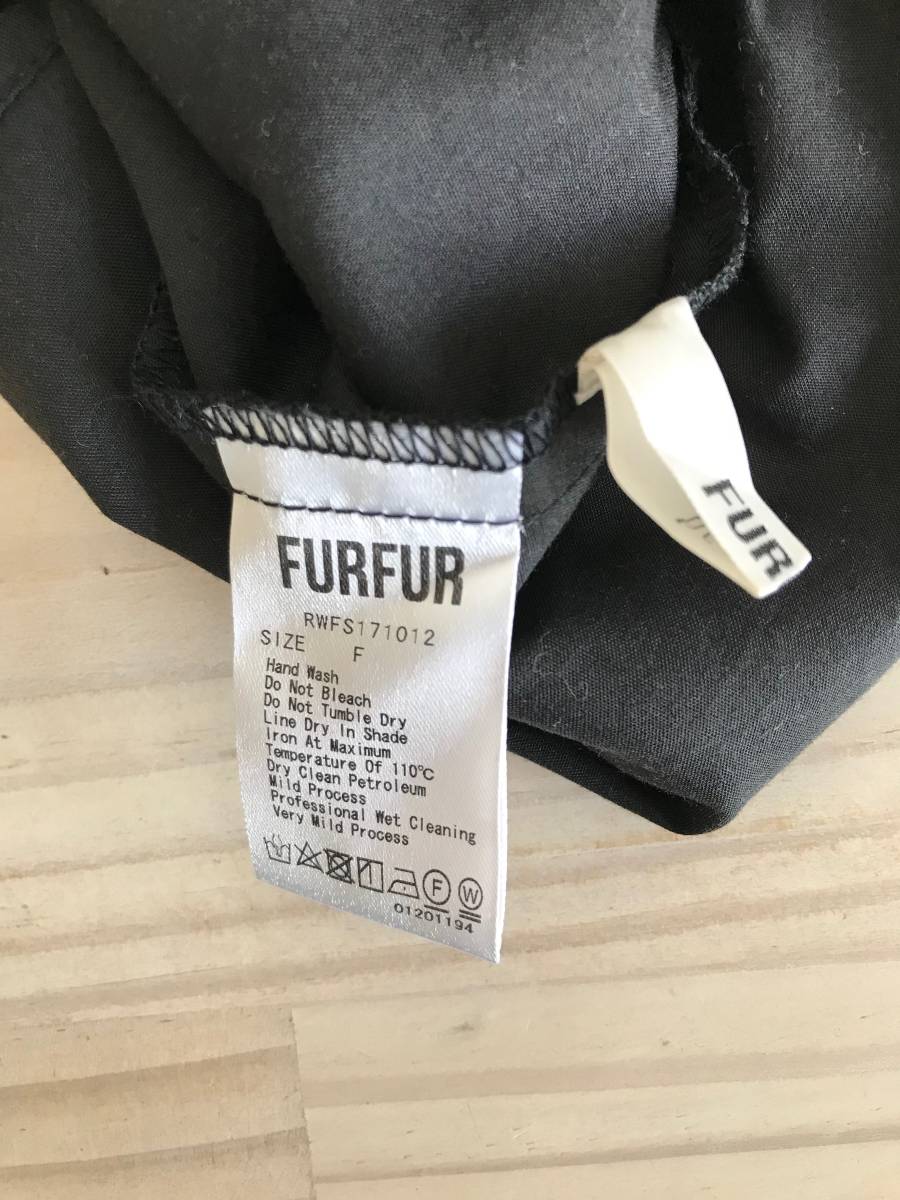 FURFUR
RWFS171012
SIZE F
Hand Wash
Do Not Bleach
Do Not Tumble Dry
Line Dry In Shade
Iron At Maximum
Temperature Of 110℃
Dry Clean Petroleum
Mild Process
Professional Wet Cleaning
Very Mild Process
F W
01201194
FUR